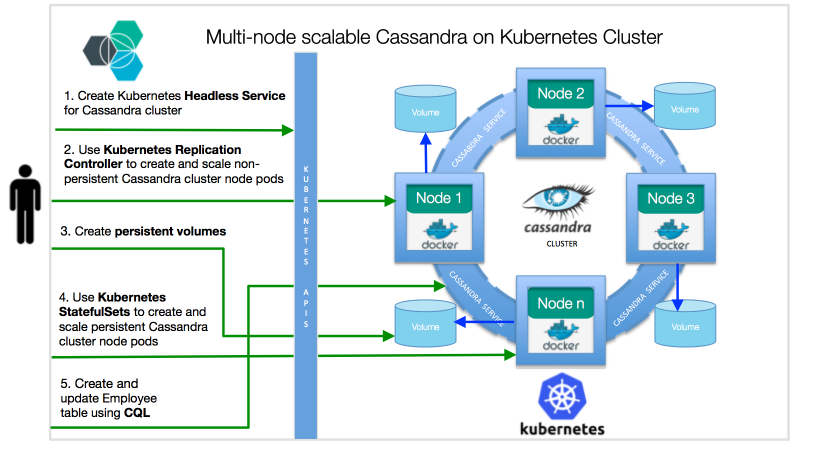 Multi-node scalable Cassandra on Kubernetes Cluster
1. Create Kubernetes Headless Service
for Cassandra cluster
2. Use Kubernetes Replication
Controller to create and scale non-
persistent Cassandra cluster node pods
3. Create persistent volumes
4. Use Kubernetes
StatefulSets to create and
scale persistent Cassandra
cluster node pods
5. Create and
update Employee
table using CQL
KUBERNETES APIS
Volume
CASSABDRA SERVICE
Node 2
docker
CASSANDRA SERVICE
Volume
Node 1
docker
cassandra
CLUSTER
Node 3
docker
CASSANDRA SERVICE
Node n
docker
CASSANDRA SERVICE
Volume
Volume
kubernetes